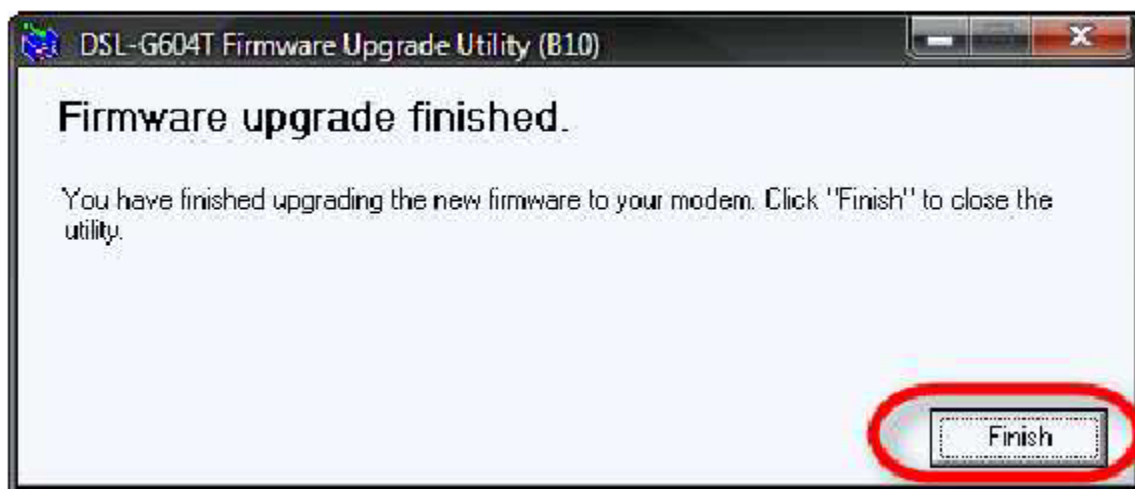 DSL-G604T Firmware Upgrade Utility (B10)
Firmware upgrade finished.
You have finished upgrading the new firmware to your modem. Click "Finish" to close the
utility.
Finish